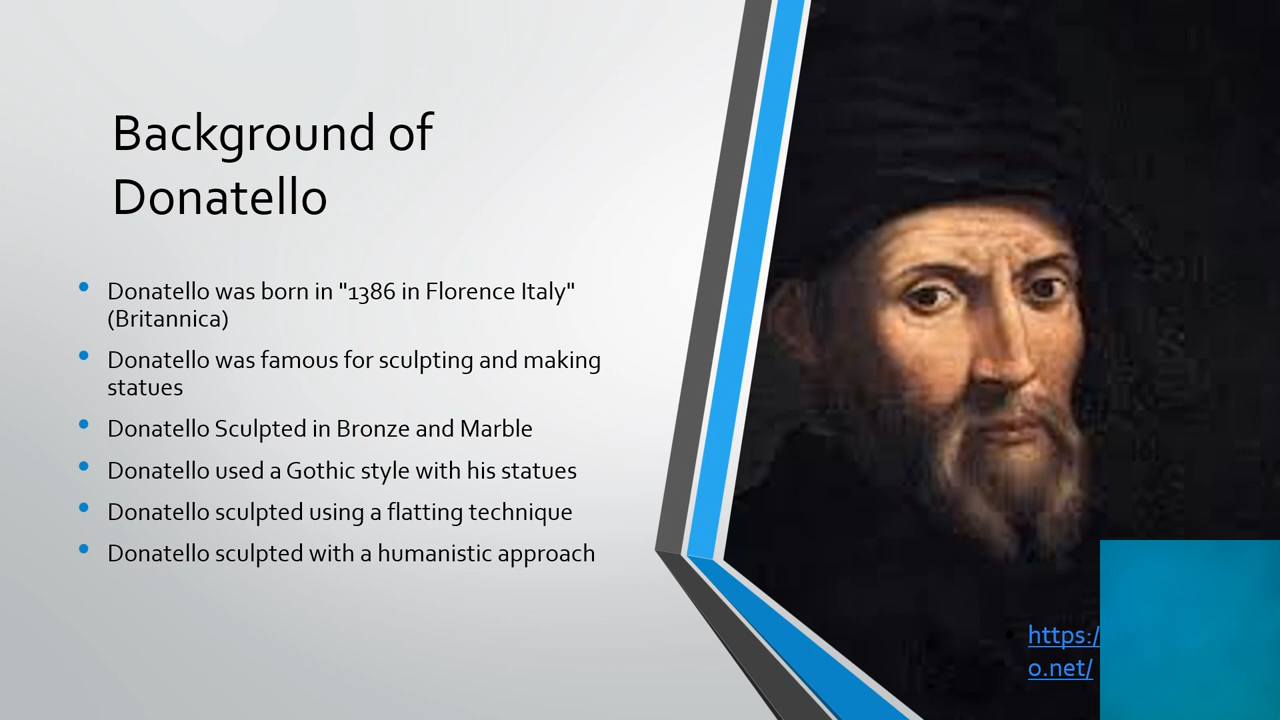 Background of
Donatello
• Donatello was born in "1386 in Florence Italy"
(Britannica)
• Donatello was famous for sculpting and making
statues
• Donatello Sculpted in Bronze and Marble
• Donatello used a Gothic style with his statues
• Donatello sculpted using a flatting technique
• Donatello sculpted with a humanistic approach
https:/
o.net/